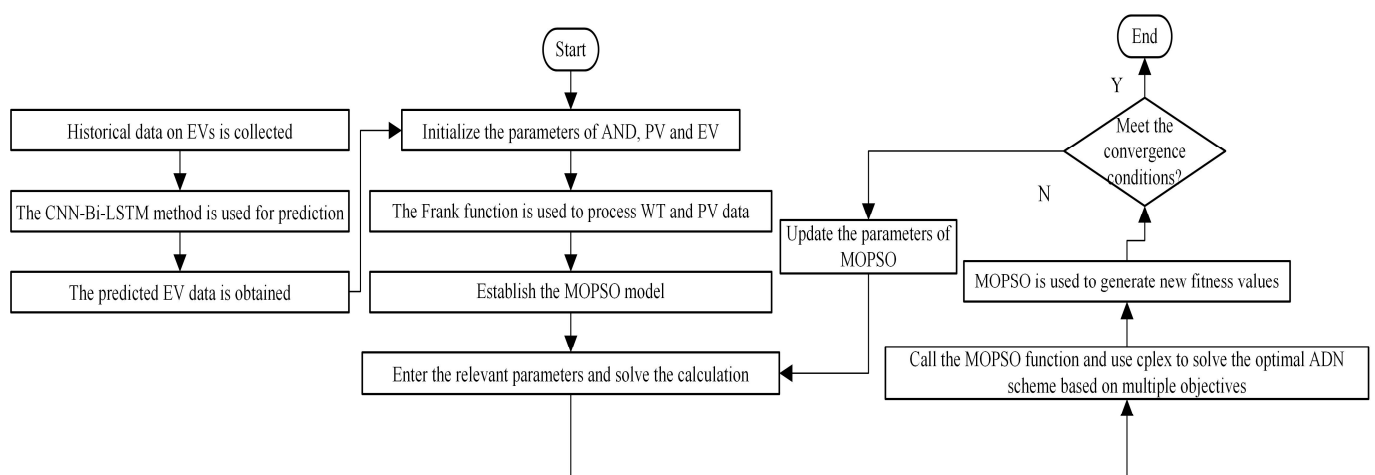 Start
Historical data on EVs is collected
The CNN-Bi-LSTM method is used for prediction
The predicted EV data is obtained
Initialize the parameters of AND, PV and EV
The Frank function is used to process WT and PV data
Establish the MOPSO model
Enter the relevant parameters and solve the calculation
Update the parameters of
MOPSO
End
Y
Meet the
convergence
conditions?
N
MOPSO is used to generate new fitness values
Call the MOPSO function and use cplex to solve the optimal ADN
scheme based on multiple objectives